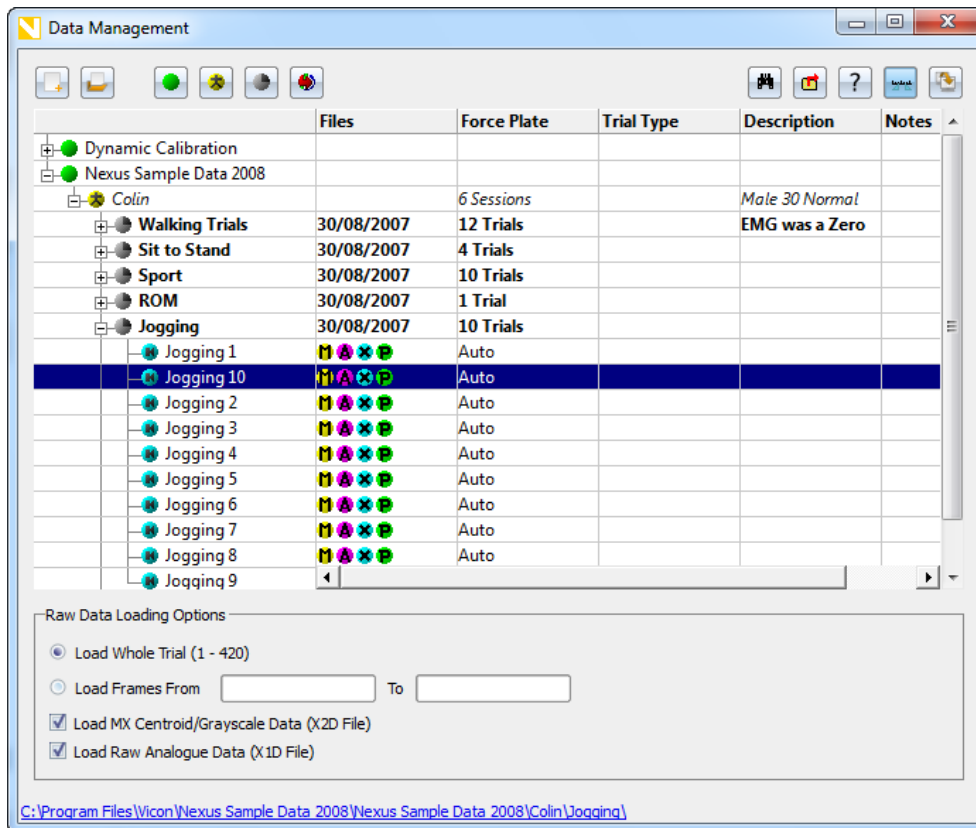 Data Management
?
Files Force Plate Trial Type Description Notes
Dynamic Calibration
Nexus Sample Data 2008
Colin 6 Sessions Male 30 Normal
Walking Trials 30/08/2007 12 Trials EMG was a Zero
Sit to Stand 30/08/2007 4 Trials
Sport 30/08/2007 10 Trials
ROM 30/08/2007 1 Trial
Jogging 30/08/2007 10 Trials
Jogging 1 M A X P Auto
Jogging 10 M A X P Auto
Jogging 2 M A X P Auto
Jogging 3 M A X P Auto
Jogging 4 M A X P Auto
Jogging 5 M A X P Auto
Jogging 6 M A X P Auto
Jogging 7 M A X P Auto
Jogging 8 M A X P Auto
Jogging 9
Raw Data Loading Options
Load Whole Trial (1 - 420)
Load Frames From To
Load MX Centroid/Grayscale Data (X2D File)
Load Raw Analogue Data (X1D File)
C:\Program Files\Vicon\Nexus Sample Data 2008\Nexus Sample Data 2008\Colin\Jogging\